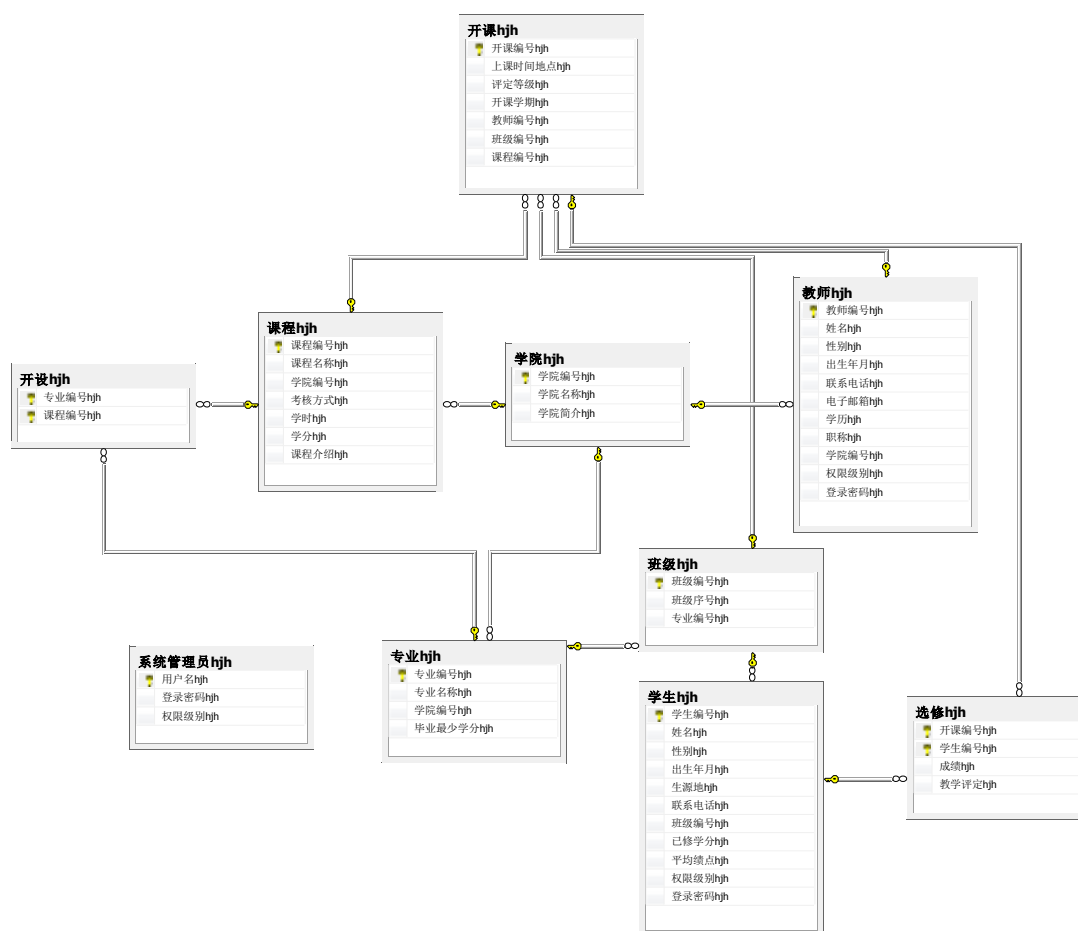 开课hjh
开课编号hjh
上课时间地点hjh
评定等级hjh
开课学期hjh
教师编号hjh
班级编号hjh
课程编号hjh
教师hjh
教师编号hjh
姓名hjh
性别hjh
出生年月hjh
联系电话hjh
电子邮箱hjh
学历hjh
职称hjh
学院编号hjh
权限级别hjh
登录密码hjh
课程hjh
课程编号hjh
课程名称hjh
学院编号hjh
考核方式hjh
学时hjh
学分hjh
课程介绍hjh
学院hjh
学院编号hjh
学院名称hjh
学院简介hjh
开设hjh
专业编号hjh
课程编号hjh
班级hjh
班级编号hjh
班级序号hjh
专业编号hjh
系统管理员hjh
用户名hjh
登录密码hjh
权限级别hjh
专业hjh
专业编号hjh
专业名称hjh
学院编号hjh
毕业最少学分hjh
学生hjh
学生编号hjh
姓名hjh
性别hjh
出生年月hjh
生源地hjh
联系电话hjh
班级编号hjh
已修学分hjh
平均绩点hjh
权限级别hjh
登录密码hjh
选修hjh
开课编号hjh
学生编号hjh
成绩hjh
教学评定hjh